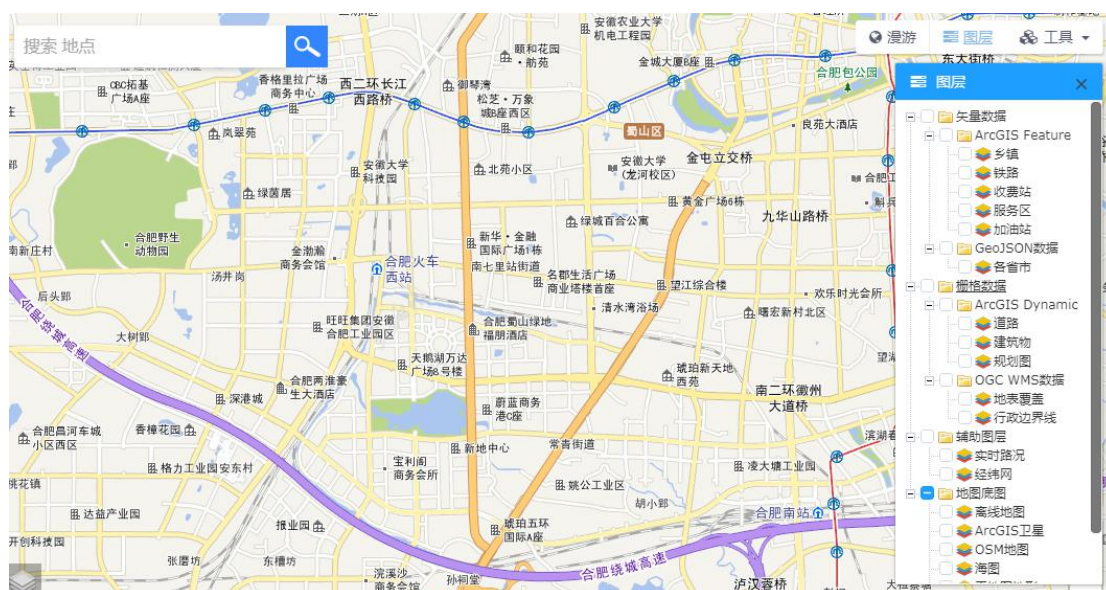 搜索 地点
漫游
图层
工具
图层
矢量数据
ArcGIS Feature
乡镇
铁路
收费站
服务区
加油站
GeoJSON数据
各省市
栅格数据
ArcGIS Dynamic
道路
建筑物
规划图
OGC WMS数据
地表覆盖
行政边界线
辅助图层
实时路况
经纬网
地图底图
离线地图
ArcGIS卫星
OSM地图
海图
安徽农业大学
机电工程园
颐和花园
·舫苑
金城大厦B座
合肥包公园
东大街桥
CBC拓基
广场A座
香格里拉广场
商务中心
西二环长江
西路桥
御琴湾
松芝·万象
城B座西区
蜀山区
良苑大酒店
岚翠苑
安徽大学
科技园
北苑小区
安徽大学
(龙河校区)
金屯立交桥
绿茵居
黄金广场6栋
绿城百合公寓
九华山路桥
合肥野生
动物园
金渤瀚
商务会馆
合肥火车
西站
新华·金融
国际广场1栋
南七里站街道
南新庄村
汤井岗
名郡生活广场
商业塔楼首座
望江综合楼
欢乐时光会所
后头郢
清水湾浴场
曙宏新村北区
合肥绕城高速
大树郢
旺旺集团安徽
合肥工业园区
合肥蜀山绿地
福朋酒店
天鹅湖万达
广场8号楼
琥珀新天地
西苑
合肥两淮豪
生大酒店
深港城
蔚蓝商务
港C座
南二环徽州
大道桥
合肥昌河车城
小区西区
香樟花园
新地中心
常青街道
格力工业园安东村
宝利阁
商务会所
凌大塘工业园
姚公工业区
胡小郢
合肥南站
达益产业园
报业园
琥珀五环
国际A座
开创科技园
张磨坊
东槽坊
浣溪沙
商务会馆
孙祠堂
合肥绕城高速
沪汉蓉桥